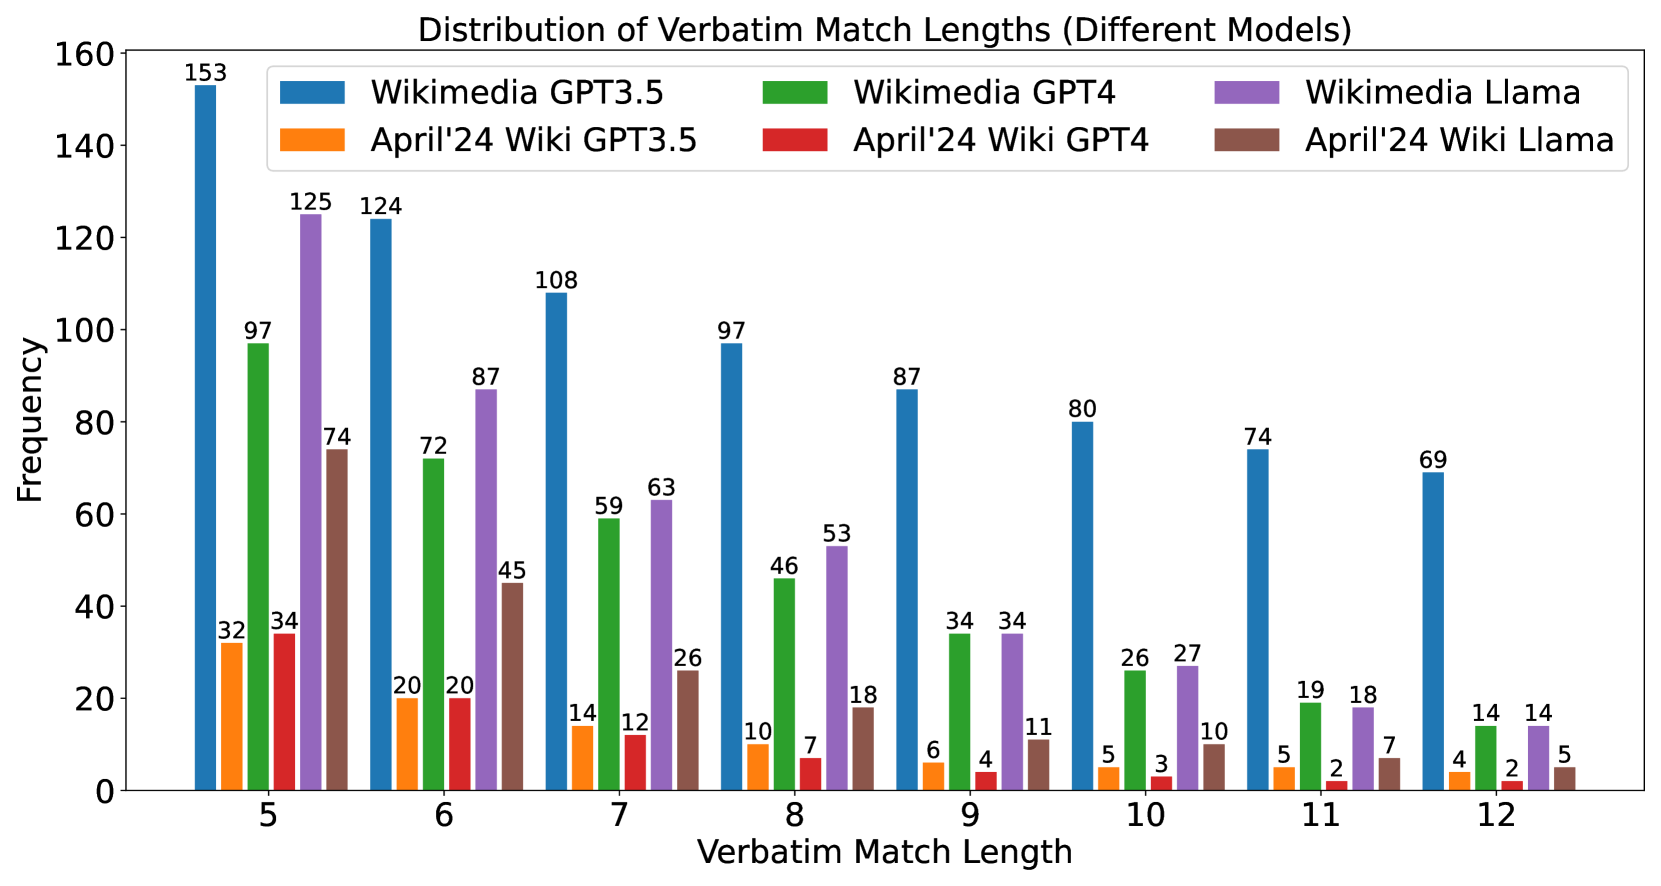 Distribution of Verbatim Match Lengths (Different Models)
Wikimedia GPT3.5
Wikimedia GPT4
Wikimedia Llama
April'24 Wiki GPT3.5
April'24 Wiki GPT4
April'24 Wiki Llama
Frequency
160
140
120
100
80
60
40
20
0
153 32 97 34 125 74
124 20 72 20 87 45
108 14 59 12 63 26
97 10 46 7 53 18
87 6 34 4 34 11
80 5 26 3 27 10
74 5 19 2 18 7
69 4 14 2 14 5
5 6 7 8 9 10 11 12
Verbatim Match Length